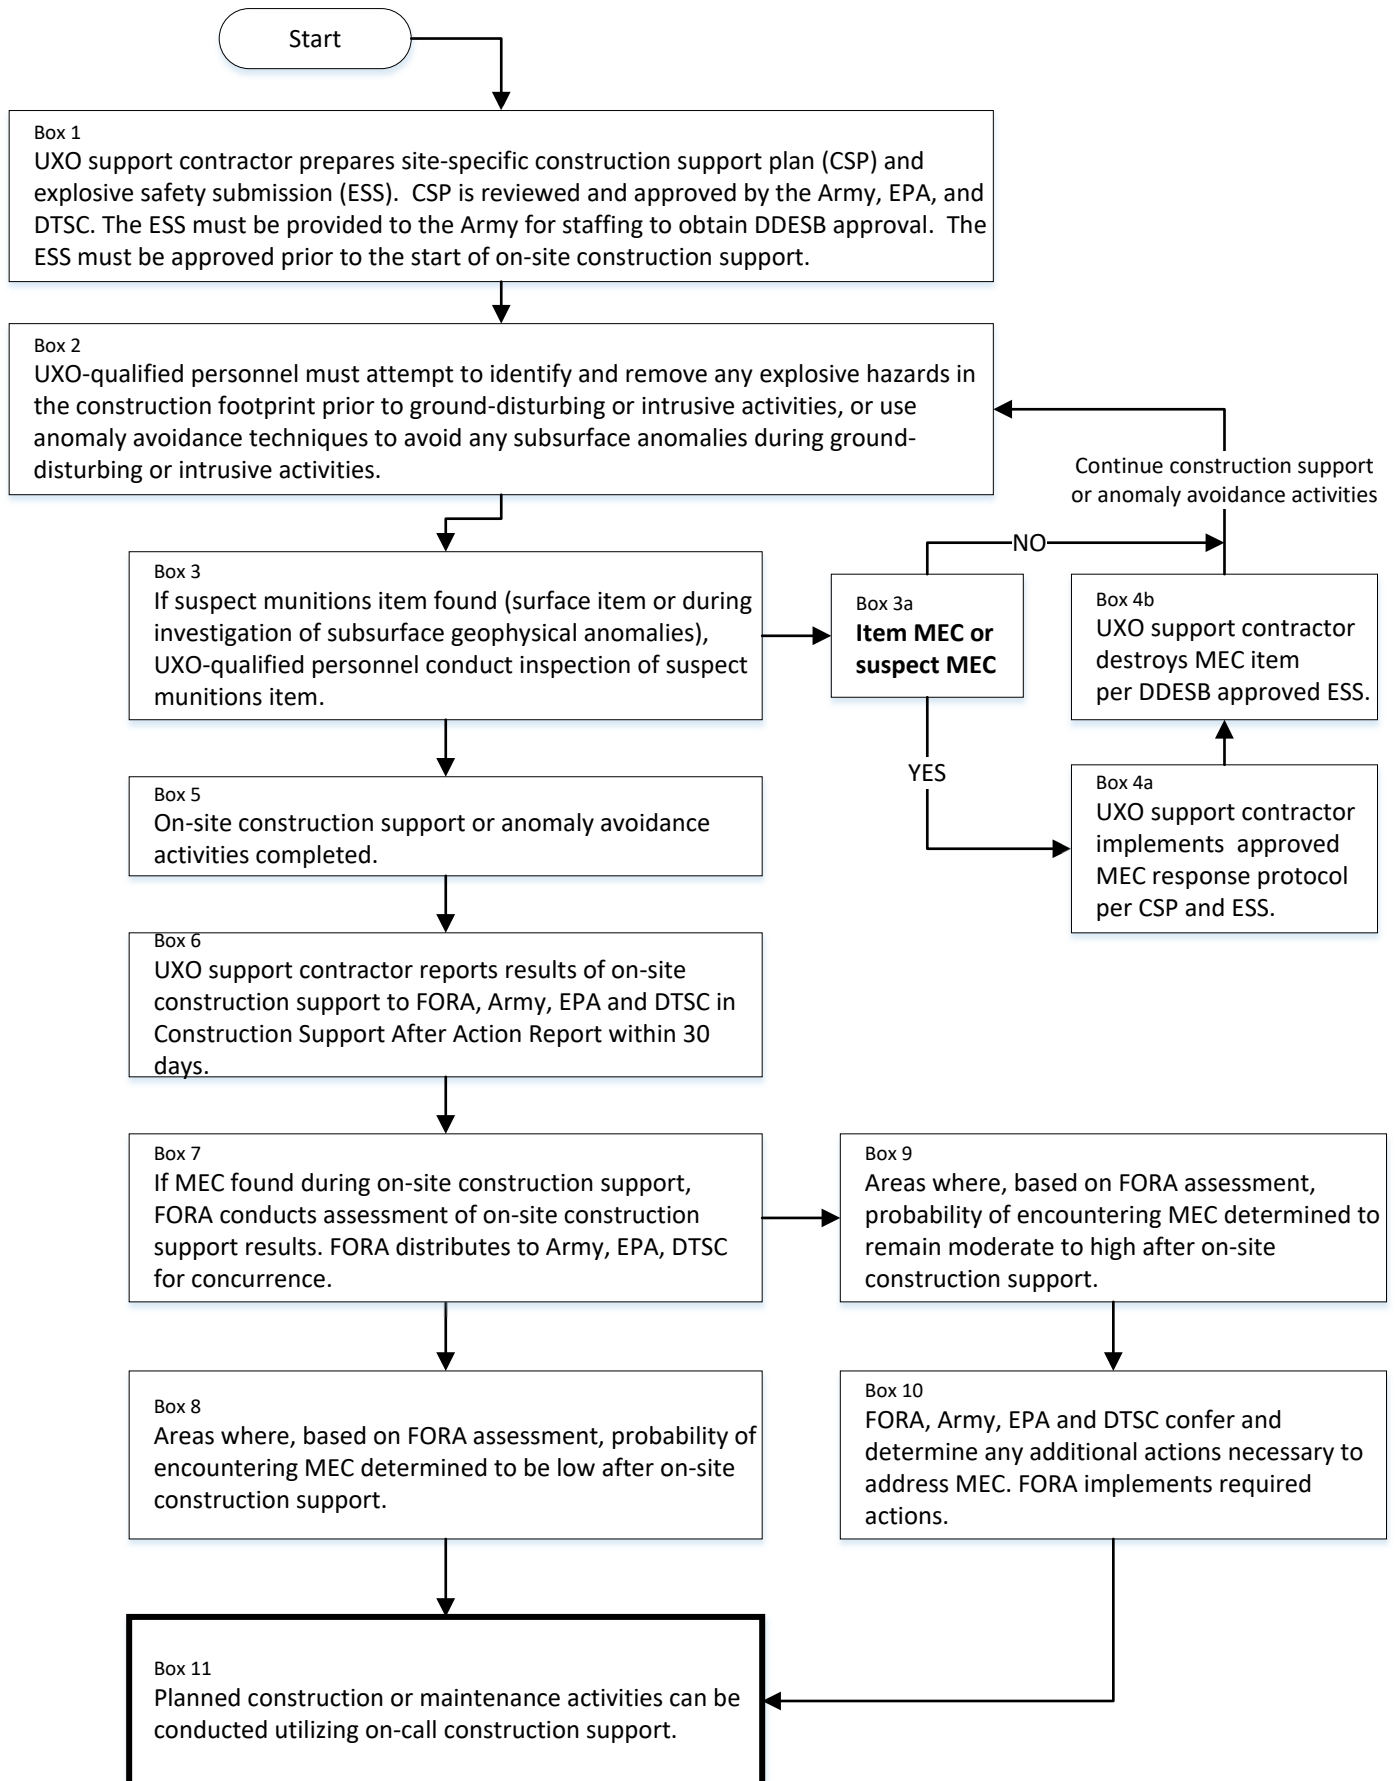 Start
Box 1
UXO support contractor prepares site-specific construction support plan (CSP) and
explosive safety submission (ESS).  CSP is reviewed and approved by the Army, EPA, and
DTSC. The ESS must be provided to the Army for staffing to obtain DDESB approval.  The
ESS must be approved prior to the start of on-site construction support.
Box 2
UXO-qualified personnel must attempt to identify and remove any explosive hazards in
the construction footprint prior to ground-disturbing or intrusive activities, or use
anomaly avoidance techniques to avoid any subsurface anomalies during ground-
disturbing or intrusive activities.
Continue construction support
or anomaly avoidance activities
Box 3
If suspect munitions item found (surface item or during
investigation of subsurface geophysical anomalies),
UXO-qualified personnel conduct inspection of suspect
munitions item.
NO
Box 3a
Item MEC or
suspect MEC
YES
Box 4b
UXO support contractor
destroys MEC item
per DDESB approved ESS.
Box 4a
UXO support contractor
implements  approved
MEC response protocol
per CSP and ESS.
Box 5
On-site construction support or anomaly avoidance
activities completed.
Box 6
UXO support contractor reports results of on-site
construction support to FORA, Army, EPA and DTSC in
Construction Support After Action Report within 30
days.
Box 7
If MEC found during on-site construction support,
FORA conducts assessment of on-site construction
support results. FORA distributes to Army, EPA, DTSC
for concurrence.
Box 9
Areas where, based on FORA assessment,
probability of encountering MEC determined to
remain moderate to high after on-site
construction support.
Box 8
Areas where, based on FORA assessment, probability of
encountering MEC determined to be low after on-site
construction support.
Box 10
FORA, Army, EPA and DTSC confer and
determine any additional actions necessary to
address MEC. FORA implements required
actions.
Box 11
Planned construction or maintenance activities can be
conducted utilizing on-call construction support.